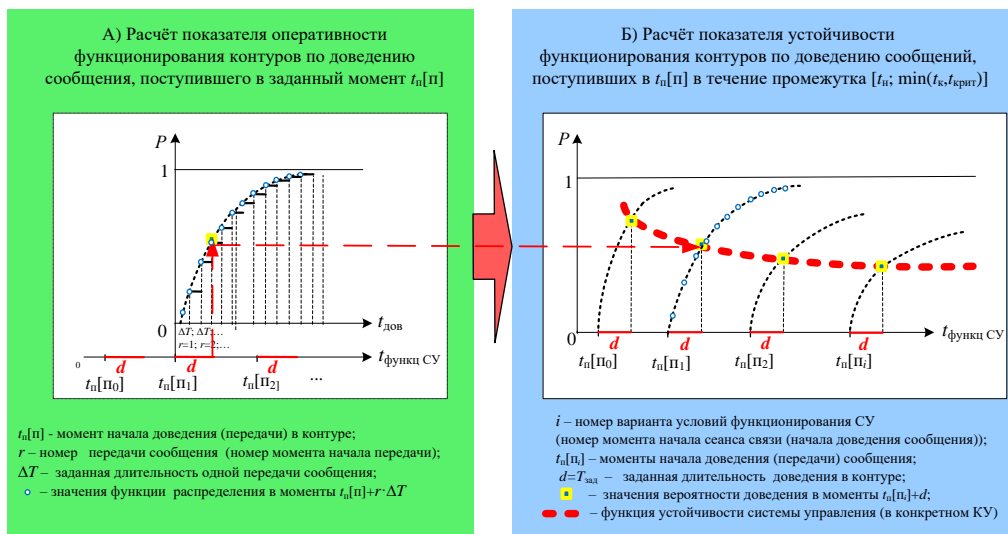 А) Расчёт показателя оперативности
функционирования контуров по доведению
сообщения, поступившего в заданный момент tп[п]
P
1
0
ΔT; ΔT;...
r=1; r=2;...
tдов
0
d
d
d
tфункц СУ
tп[п0]
tп[п1]
tп[п2]
...
tп[п] - момент начала доведения (передачи) в контуре;
r – номер передачи сообщения (номер момента начала передачи);
ΔT – заданная длительность одной передачи сообщения;
– значения функции распределения в моменты tп[п]+r·ΔT
Б) Расчёт показателя устойчивости
функционирования контуров по доведению сообщений,
поступивших в tп[п] в течение промежутка [tн; min(tк,tкрит)]
P
1
0
d
d
d
d
tфункц СУ
tп[п0]
tп[п1]
tп[п2]
tп[пi]
i – номер варианта условий функционирования СУ
(номер момента начала сеанса связи (начала доведения сообщения));
tп[пi] – моменты начала доведения (передачи) сообщения;
d=Tзад – заданная длительность доведения в контуре;
– значения вероятности доведения в моменты tп[пi]+d;
– функция устойчивости системы управления (в конкретном КУ)